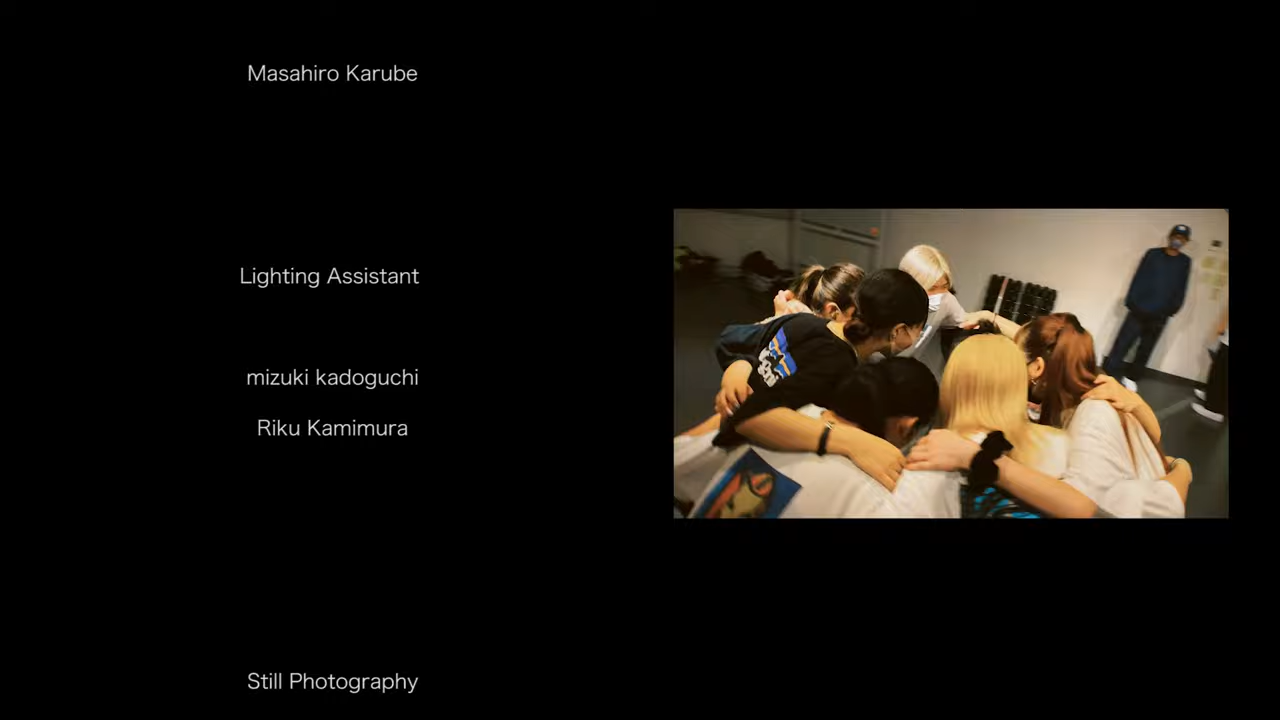 Masahiro Karube
Lighting Assistant
mizuki kadoguchi
Riku Kamimura
Still Photography